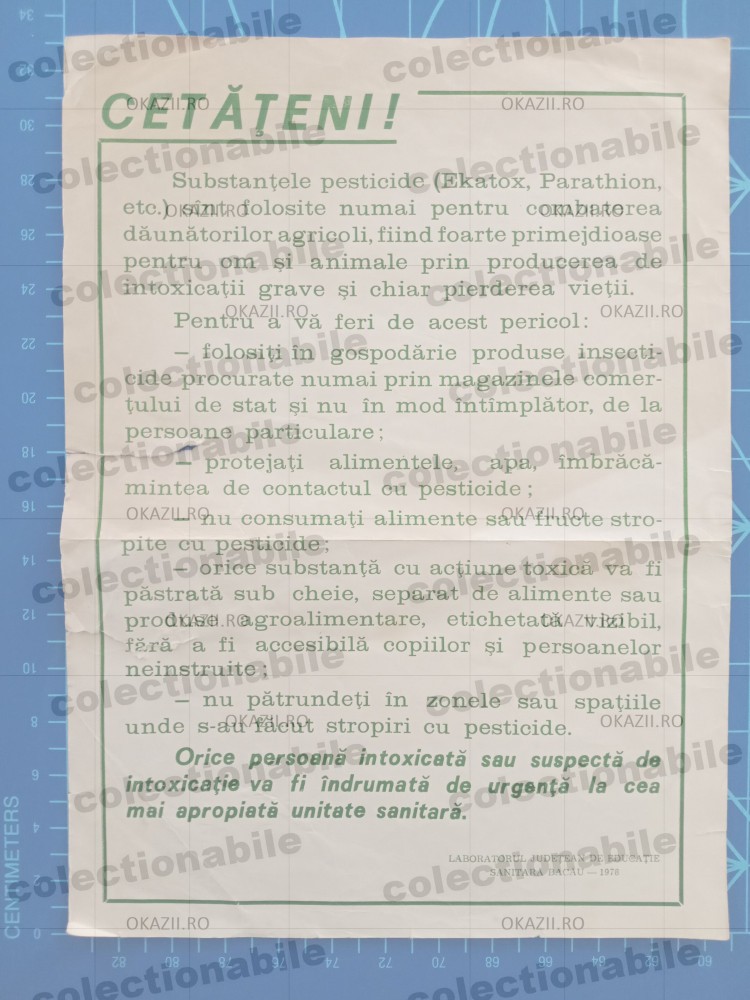 CETĂȚENI!
Substanțele pesticide (Ekatox, Parathion,
etc.) sînt folosite numai pentru combaterea
dăunătorilor agricoli, fiind foarte primejdioase
pentru om și animale prin producerea de
intoxicații grave și chiar pierderea vieții.
Pentru a vă feri de acest pericol:
— folosiți în gospodărie produse insecti-
cide procurate numai prin magazinele comer-
țului de stat și nu în mod întîmplător, de la
persoane particulare;
— protejați alimentele, apa, îmbrăcă-
mintea de contactul cu pesticide;
— nu consumați alimente sau fructe stro-
pite cu pesticide;
— orice substanță cu acțiune toxică va fi
păstrată sub cheie, separat de alimente sau
produse agroalimentare, etichetată vizibil,
fără a fi accesibilă copiilor și persoanelor
neinstruite;
— nu pătrundeți în zonele sau spațiile
unde s-au făcut stropiri cu pesticide.
Orice persoană intoxicată sau suspectă de
intoxicație va fi îndrumată de urgență la cea
mai apropiată unitate sanitară.
LABORATORUL JUDEȚEAN DE EDUCAȚIE
SANITARA BACĂU — 1978
CENTIMETERS
collectionabile
OKAZII.RO